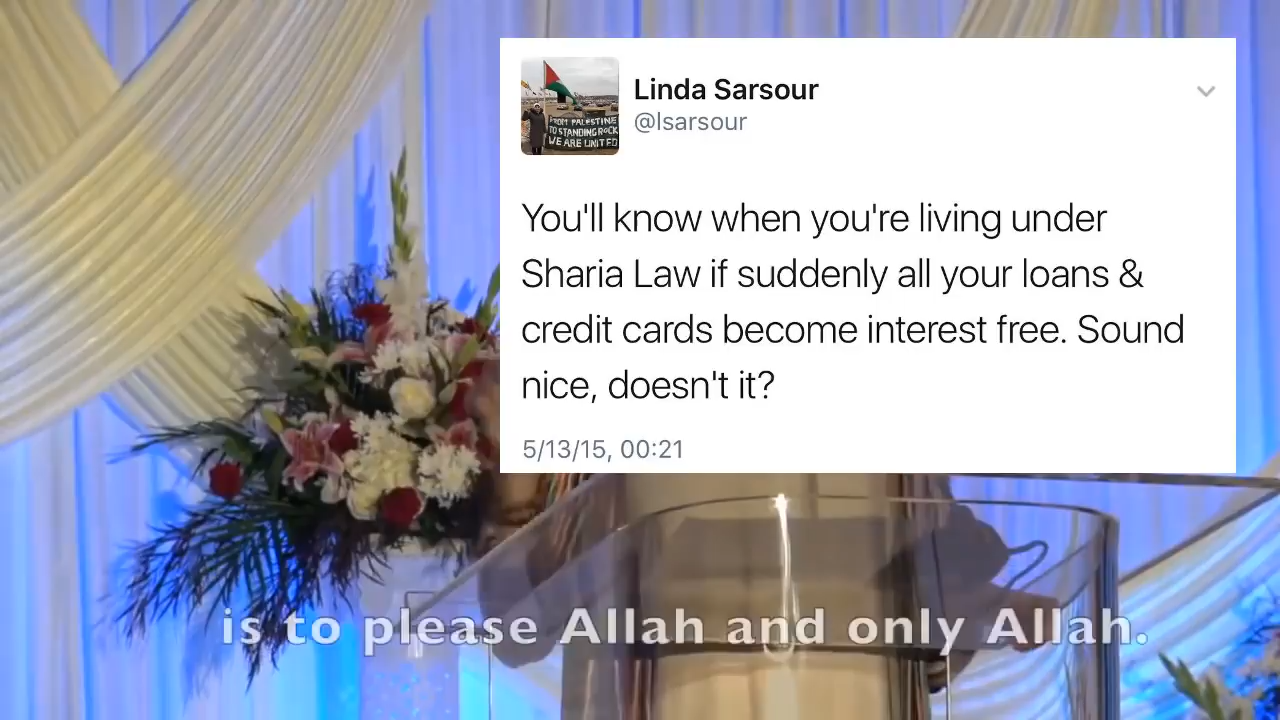 Linda Sarsour
@lsarsour
FROM PALESTINE
TO STANDING ROCK
WE ARE UNITED
You'll know when you're living under
Sharia Law if suddenly all your loans &
credit cards become interest free. Sound
nice, doesn't it?
5/13/15, 00:21
is to please Allah and only Allah.